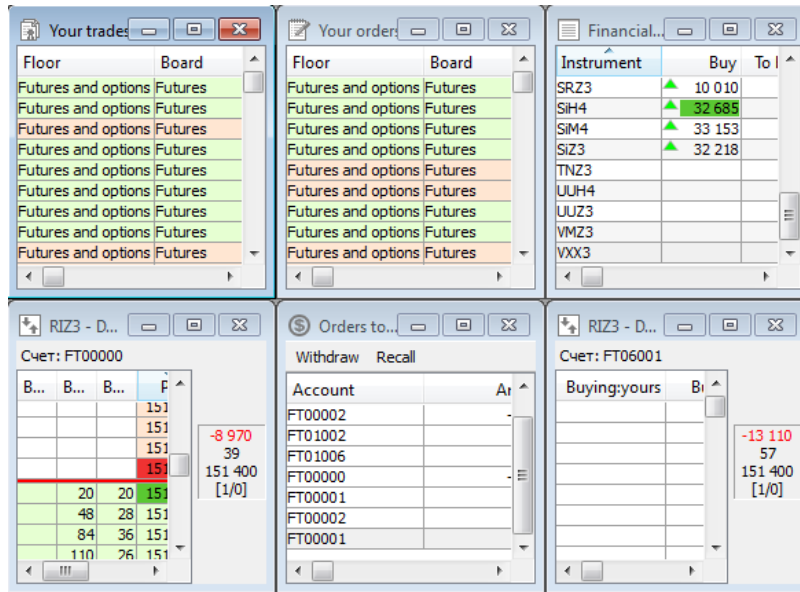 Your trades
Floor Board
Futures and options Futures
Futures and options Futures
Futures and options Futures
Futures and options Futures
Futures and options Futures
Futures and options Futures
Futures and options Futures
Futures and options Futures
Futures and options Futures
Your orders
Floor Board
Futures and options Futures
Futures and options Futures
Futures and options Futures
Futures and options Futures
Futures and options Futures
Futures and options Futures
Futures and options Futures
Futures and options Futures
Futures and options Futures
Financial...
Instrument Buy To
SRZ3 10 010
SiH4 32 685
SiM4 33 153
SiZ3 32 218
TNZ3
UUH4
UUZ3
VMZ3
VXX3
RIZ3 - D...
Счет: FT00000
B... B... B...
151
151
151
151
20 20 151
48 28 151
84 36 151
110 26 151
-8 970
39
151 400
[1/0]
Orders to...
Withdraw Recall
Account
FT00002 -
FT01002
FT01006
FT00000 -
FT00001
FT00002
FT00001
RIZ3 - D...
Счет: FT06001
Buying:yours
-13 110
57
151 400
[1/0]